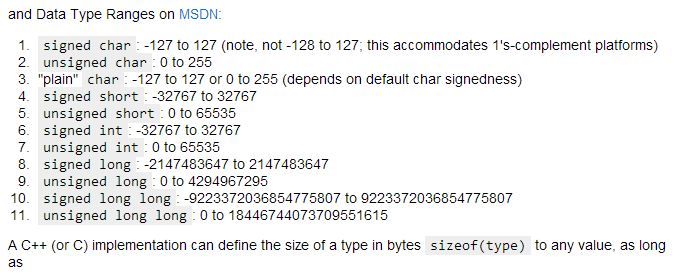 and Data Type Ranges on MSDN:
1. signed char : -127 to 127 (note, not -128 to 127; this accommodates 1's-complement platforms)
2. unsigned char : 0 to 255
3. "plain" char : -127 to 127 or 0 to 255 (depends on default char signedness)
4. signed short : -32767 to 32767
5. unsigned short : 0 to 65535
6. signed int : -32767 to 32767
7. unsigned int : 0 to 65535
8. signed long : -2147483647 to 2147483647
9. unsigned long : 0 to 4294967295
10. signed long long : -9223372036854775807 to 9223372036854775807
11. unsigned long long : 0 to 18446744073709551615
A C++ (or C) implementation can define the size of a type in bytes sizeof(type) to any value, as long
as